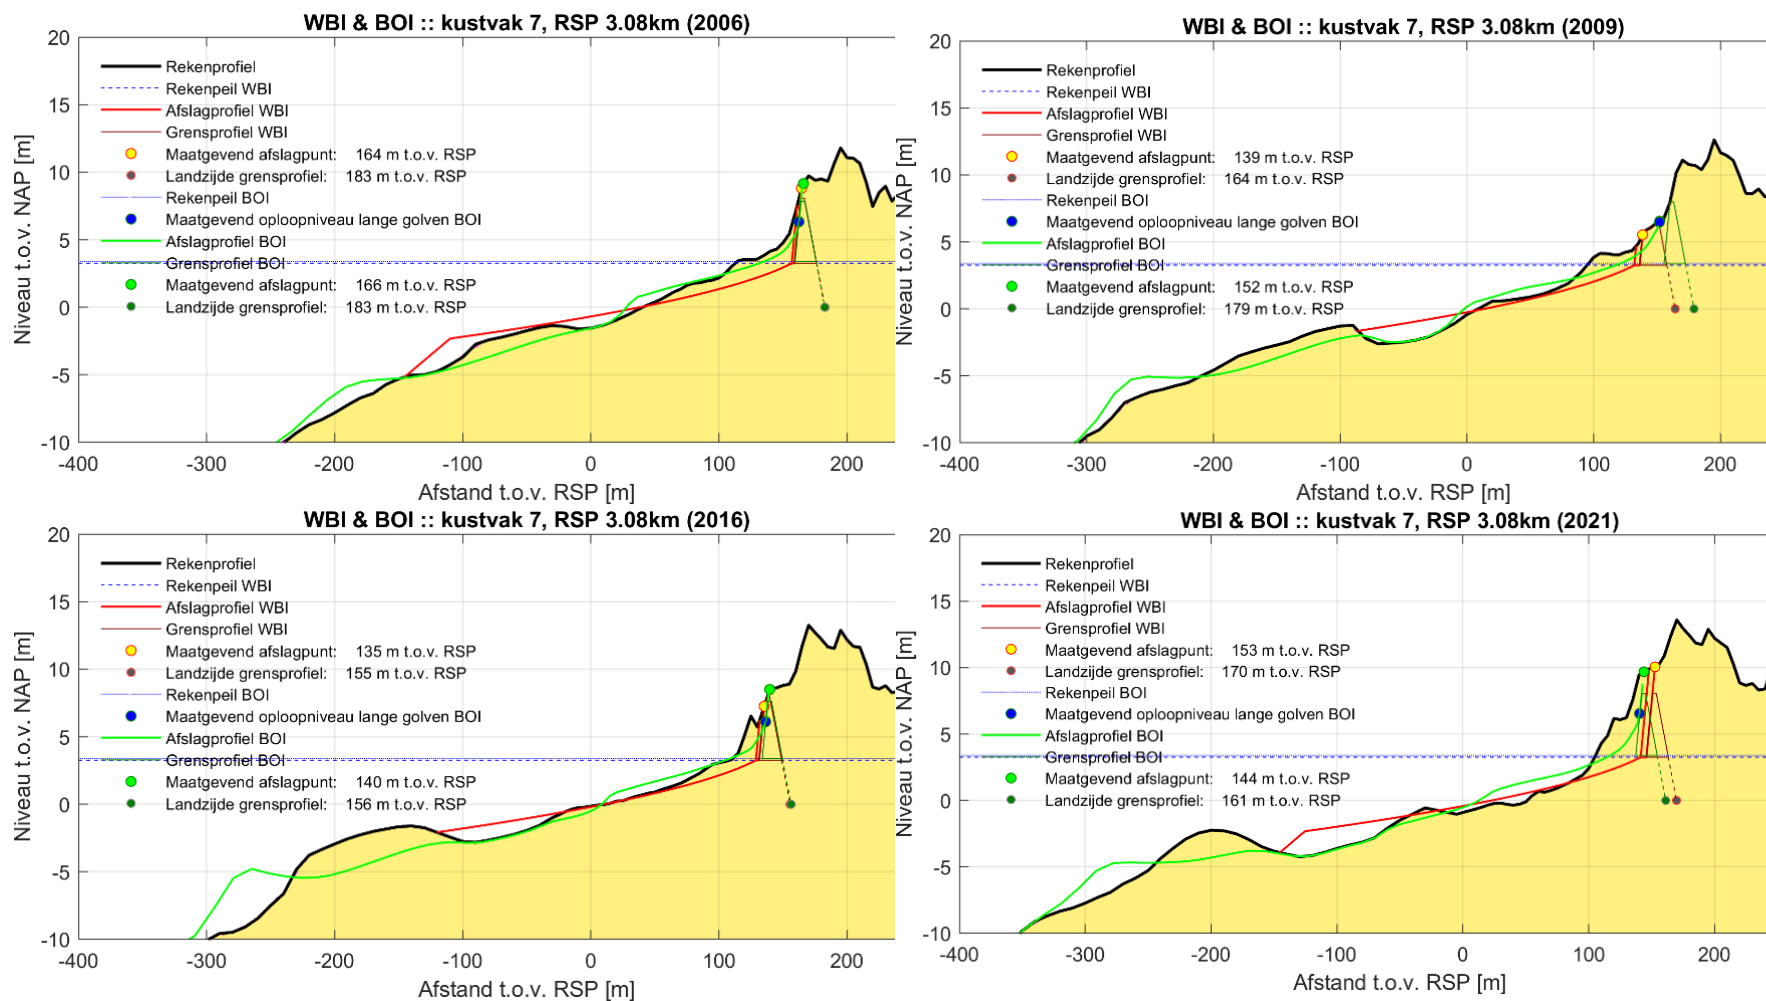 WBI & BOI :: kustvak 7, RSP 3.08km (2006)
20
15
10
5
0
-5
-10
-400
-300
-200
-100
0
100
200
Niveau t.o.v. NAP [m]
Afstand t.o.v. RSP [m]
Rekenprofiel
Rekenpeil WBI
Afslagprofiel WBI
Grensprofiel WBI
Maatgevend afslagpunt: 164 m t.o.v. RSP
Landzijde grensprofiel: 183 m t.o.v. RSP
Rekenpeil BOI
Maatgevend oploopniveau lange golven BOI
Afslagprofiel BOI
Grensprofiel BOI
Maatgevend afslagpunt: 166 m t.o.v. RSP
Landzijde grensprofiel: 183 m t.o.v. RSP
WBI & BOI :: kustvak 7, RSP 3.08km (2009)
20
15
10
5
0
-5
-10
-400
-300
-200
-100
0
100
200
Niveau t.o.v. NAP [m]
Afstand t.o.v. RSP [m]
Rekenprofiel
Rekenpeil WBI
Afslagprofiel WBI
Grensprofiel WBI
Maatgevend afslagpunt: 139 m t.o.v. RSP
Landzijde grensprofiel: 164 m t.o.v. RSP
Rekenpeil BOI
Maatgevend oploopniveau lange golven BOI
Afslagprofiel BOI
Grensprofiel BOI
Maatgevend afslagpunt: 152 m t.o.v. RSP
Landzijde grensprofiel: 179 m t.o.v. RSP
WBI & BOI :: kustvak 7, RSP 3.08km (2016)
20
15
10
5
0
-5
-10
-400
-300
-200
-100
0
100
200
Niveau t.o.v. NAP [m]
Afstand t.o.v. RSP [m]
Rekenprofiel
Rekenpeil WBI
Afslagprofiel WBI
Grensprofiel WBI
Maatgevend afslagpunt: 135 m t.o.v. RSP
Landzijde grensprofiel: 155 m t.o.v. RSP
Rekenpeil BOI
Maatgevend oploopniveau lange golven BOI
Afslagprofiel BOI
Grensprofiel BOI
Maatgevend afslagpunt: 140 m t.o.v. RSP
Landzijde grensprofiel: 156 m t.o.v. RSP
WBI & BOI :: kustvak 7, RSP 3.08km (2021)
20
15
10
5
0
-5
-10
-400
-300
-200
-100
0
100
200
Niveau t.o.v. NAP [m]
Afstand t.o.v. RSP [m]
Rekenprofiel
Rekenpeil WBI
Afslagprofiel WBI
Grensprofiel WBI
Maatgevend afslagpunt: 153 m t.o.v. RSP
Landzijde grensprofiel: 170 m t.o.v. RSP
Rekenpeil BOI
Maatgevend oploopniveau lange golven BOI
Afslagprofiel BOI
Grensprofiel BOI
Maatgevend afslagpunt: 144 m t.o.v. RSP
Landzijde grensprofiel: 161 m t.o.v. RSP